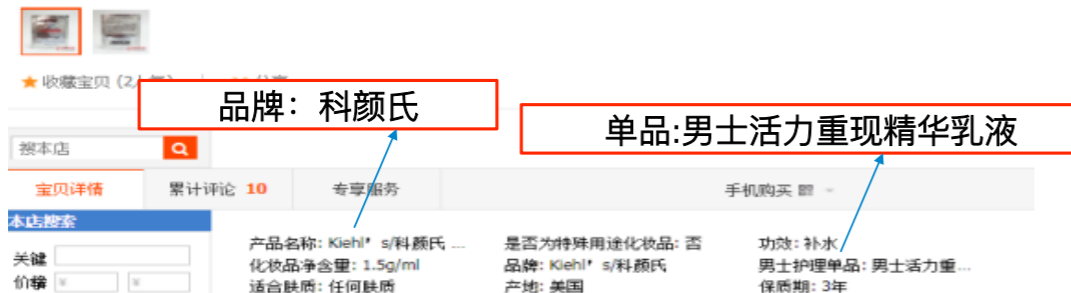 收藏宝贝 (2人气)
分享
品牌：科颜氏
单品:男士活力重现精华乳液
搜本店
宝贝详情 累计评论 10 专享服务 手机购买
本店搜索
产品名称: Kiehl's/科颜氏 ... 是否为特殊用途化妆品: 否 功效: 补水
关键 化妆品净含量: 1.5g/ml 品牌: Kiehl's/科颜氏 男士护理单品: 男士活力重...
价格 ¥ ¥ 适合肤质: 任何肤质 产地: 美国 保质期: 3年